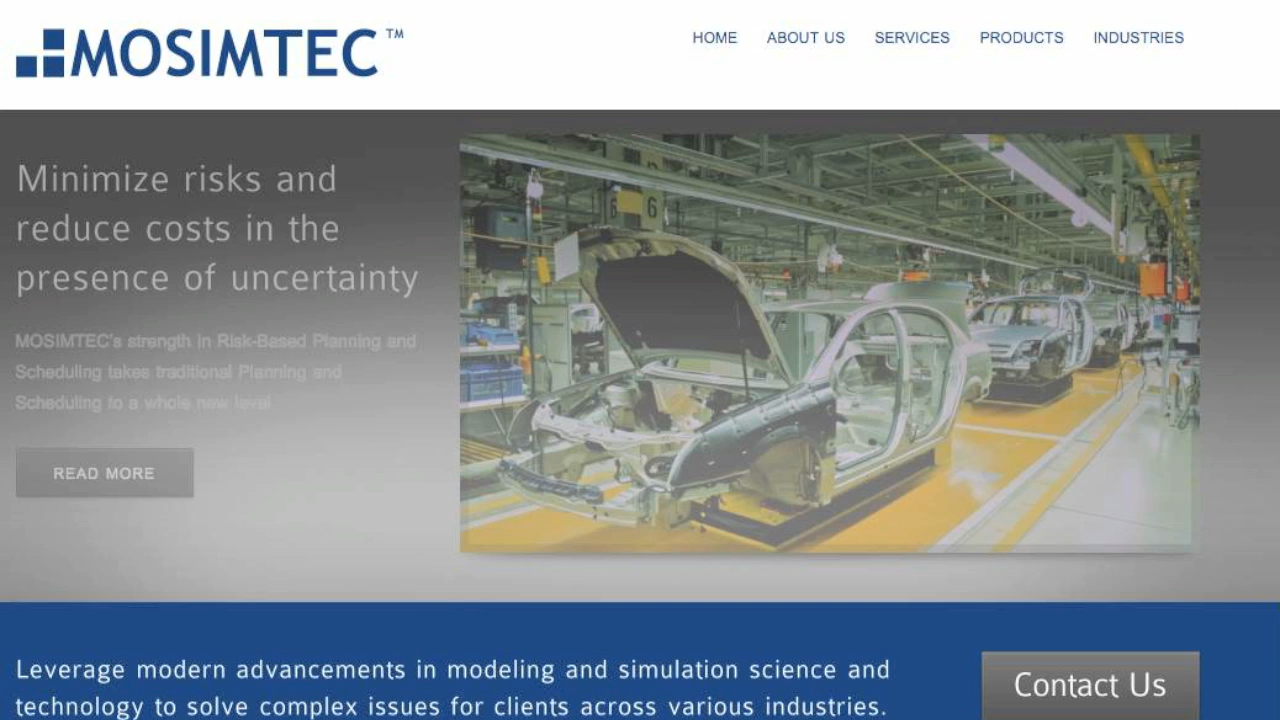 MOSIMTEC™
HOME ABOUT US SERVICES PRODUCTS INDUSTRIES
Minimize risks and
reduce costs in the
presence of uncertainty
MOSIMTEC's strength in Risk-Based Planning and
Scheduling takes traditional Planning and
Scheduling to a whole new level
READ MORE
6 6
Leverage modern advancements in modeling and simulation science and
technology to solve complex issues for clients across various industries.
Contact Us